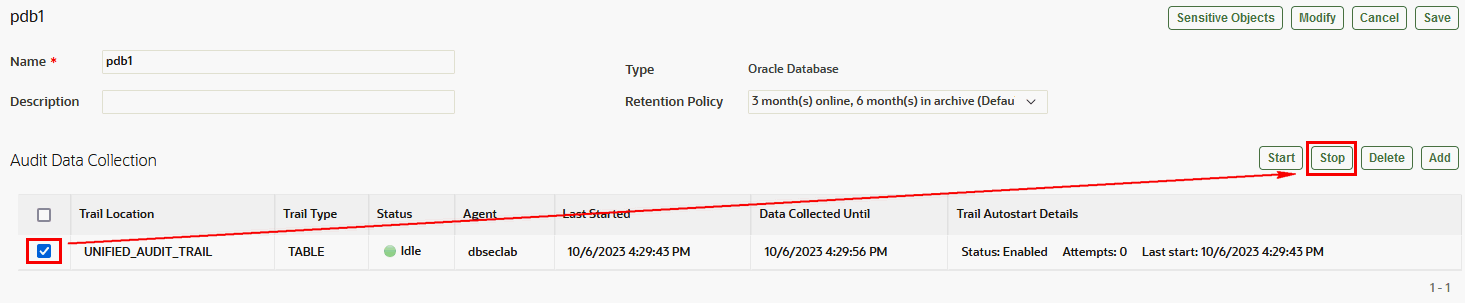 pdb1
Sensitive Objects Modify Cancel Save
Name * pdb1
Type Oracle Database
Description
Retention Policy 3 month(s) online, 6 month(s) in archive (Defau
Audit Data Collection
Start Stop Delete Add
Trail Location Trail Type Status Agent Last Started Data Collected Until Trail Autostart Details
UNIFIED_AUDIT_TRAIL TABLE Idle dbseclab 10/6/2023 4:29:43 PM 10/6/2023 4:29:56 PM Status: Enabled Attempts: 0 Last start: 10/6/2023 4:29:43 PM
1 - 1